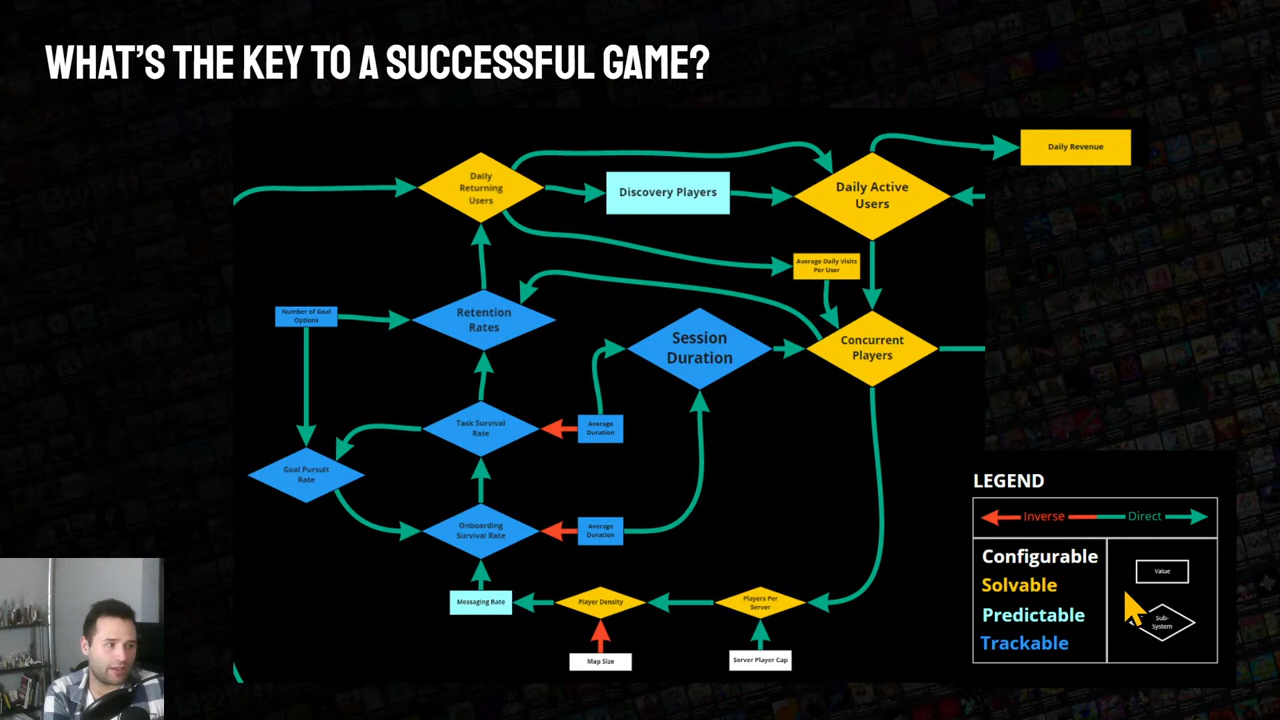 WHAT'S THE KEY TO A SUCCESSFUL GAME?
Daily Revenue
Daily
Returning
Users
Discovery Players
Daily Active
Users
Average Daily Visits
Per User
Number of Goal
Options
Retention
Rates
Session
Duration
Concurrent
Players
Task Survival
Rate
Average
Duration
Goal Pursuit
Rate
Onboarding
Survival Rate
Average
Duration
Messaging Rate
Player Density
Players Per
Server
Map Size
Server Player Cap
LEGEND
Inverse
Direct
Configurable
Solvable
Predictable
Trackable
Value
Sub-
System